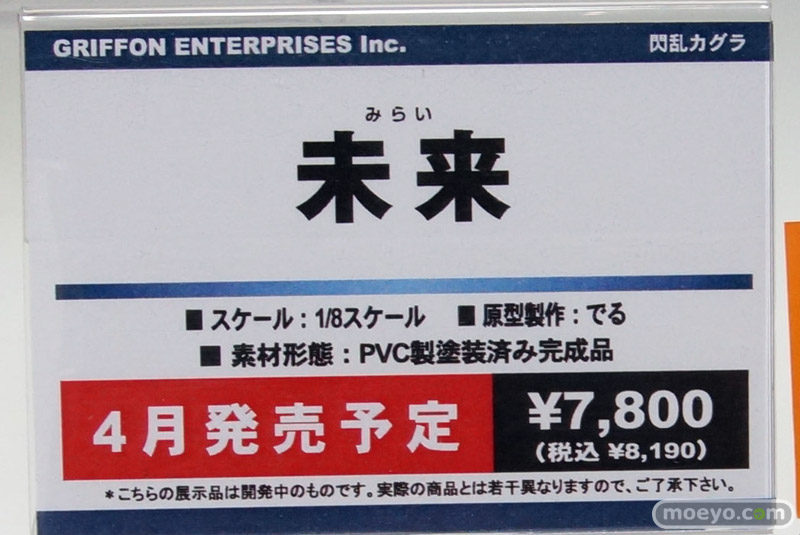 GRIFFON ENTERPRISES Inc. 閃乱カグラ
みらい
未来
■ スケール：1/8スケール ■ 原型製作：でる
■ 素材形態：PVC製塗装済み完成品
4月発売予定 ¥7,800
（税込 ¥8,190）
＊こちらの展示品は開発中のものです。実際の商品とは若干異なりますので、ご了承下さい。
moeyo.com